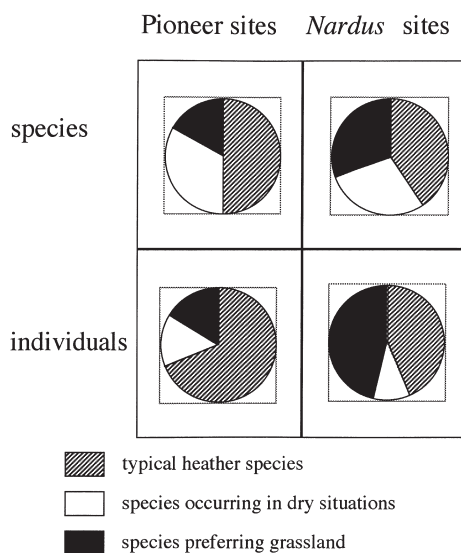 Pioneer sites Nardus sites
species
individuals
typical heather species
species occurring in dry situations
species preferring grassland